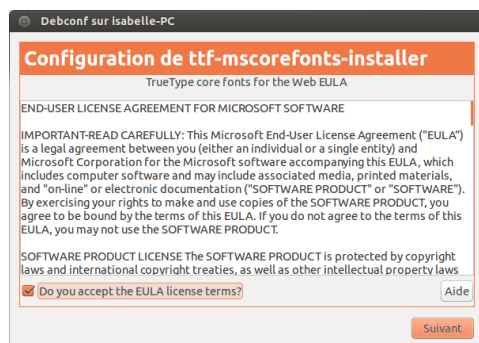 Debconf sur isabelle-PC
Configuration de ttf-mscorefonts-installer
TrueType core fonts for the Web EULA
END-USER LICENSE AGREEMENT FOR MICROSOFT SOFTWARE
IMPORTANT-READ CAREFULLY: This Microsoft End-User License Agreement ("EULA")
is a legal agreement between you (either an individual or a single entity) and
Microsoft Corporation for the Microsoft software accompanying this EULA, which
includes computer software and may include associated media, printed materials,
and "on-line" or electronic documentation ("SOFTWARE PRODUCT" or "SOFTWARE").
By exercising your rights to make and use copies of the SOFTWARE PRODUCT, you
agree to be bound by the terms of this EULA. If you do not agree to the terms of this
EULA, you may not use the SOFTWARE PRODUCT.
SOFTWARE PRODUCT LICENSE The SOFTWARE PRODUCT is protected by copyright
laws and international copyright treaties, as well as other intellectual property laws
Do you accept the EULA license terms?
Aide
Suivant